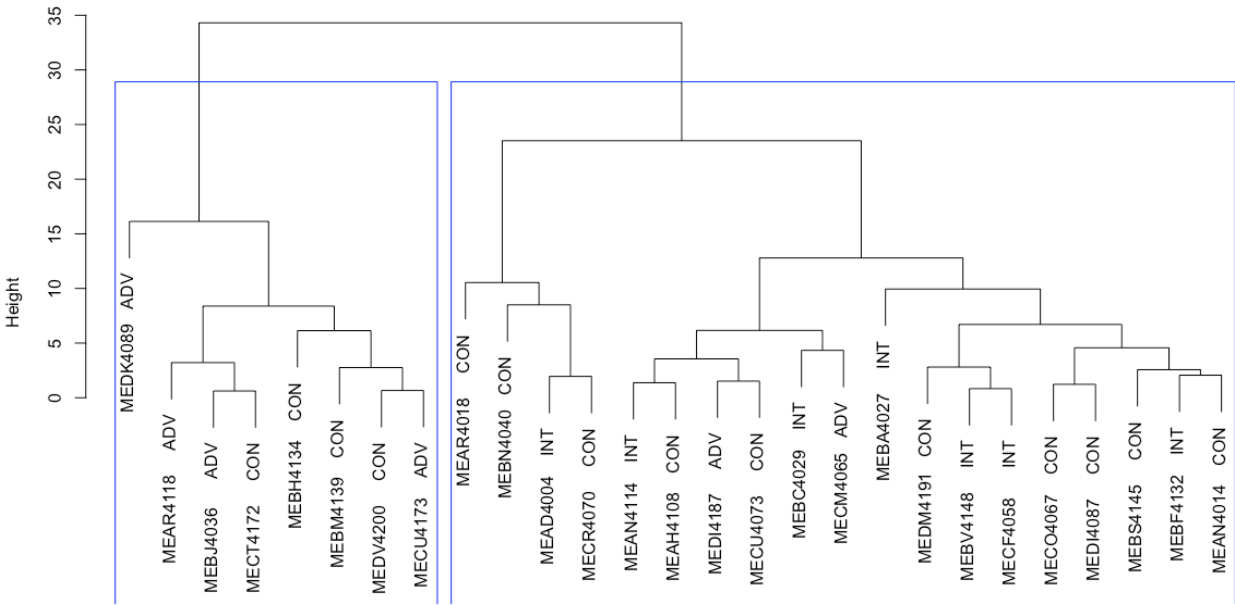 35
30
25
20
15
10
5
0
Height
MEDK4089 ADV
MEAR4118 ADV
MEBJ4036 ADV
MECT4172 CON
MEBH4134 CON
MEBM4139 CON
MEDV4200 CON
MECU4173 ADV
MEAR4018 CON
MEBN4040 CON
MEAD4004 INT
MECR4070 CON
MEAN4114 INT
MEAH4108 CON
MEDI4187 ADV
MECU4073 CON
MEBC4029 INT
MECM4065 ADV
MEBA4027 INT
MEDM4191 CON
MEBV4148 INT
MECF4058 INT
MECO4067 CON
MEDI4087 CON
MEBS4145 CON
MEBF4132 INT
MEAN4014 CON